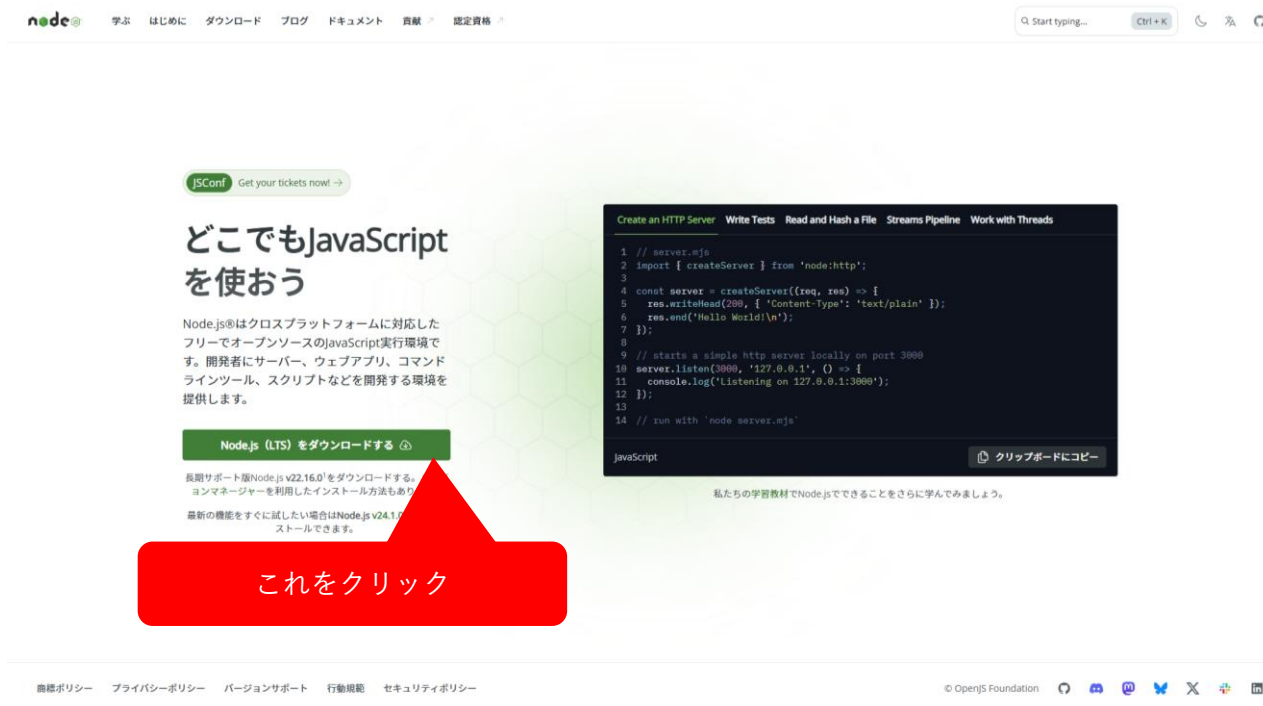 node
学ぶ はじめに ダウンロード ブログ ドキュメント 貢献 認定資格
Start typing... Ctrl + K
JSConf Get your tickets now! →
どこでもJavaScript
を使おう
Node.js®はクロスプラットフォームに対応した
フリーでオープンソースのJavaScript実行環境で
す。開発者にサーバー、ウェブアプリ、コマンド
ラインツール、スクリプトなどを開発する環境を
提供します。
Node.js（LTS）をダウンロードする
長期サポート版Node.js v22.16.0¹をダウンロードする。
ョンマネージャーを利用したインストール方法もあり
最新の機能をすぐに試したい場合はNode.js v24.1.0
ストールできます。
これをクリック
Create an HTTP Server Write Tests Read and Hash a File Streams Pipeline Work with Threads
1 // server.mjs
2 import { createServer } from 'node:http';
3
4 const server = createServer((req, res) => {
5 res.writeHead(200, { 'Content-Type': 'text/plain' });
6 res.end('Hello World!\n');
7 });
8
9 // starts a simple http server locally on port 3000
10 server.listen(3000, '127.0.0.1', () => {
11 console.log('Listening on 127.0.0.1:3000');
12 });
13
14 // run with `node server.mjs`
JavaScript クリップボードにコピー
私たちの学習教材でNode.jsでできることをさらに学んでみましょう。
商標ポリシー プライバシーポリシー バージョンサポート 行動規範 セキュリティポリシー
© OpenJS Foundation